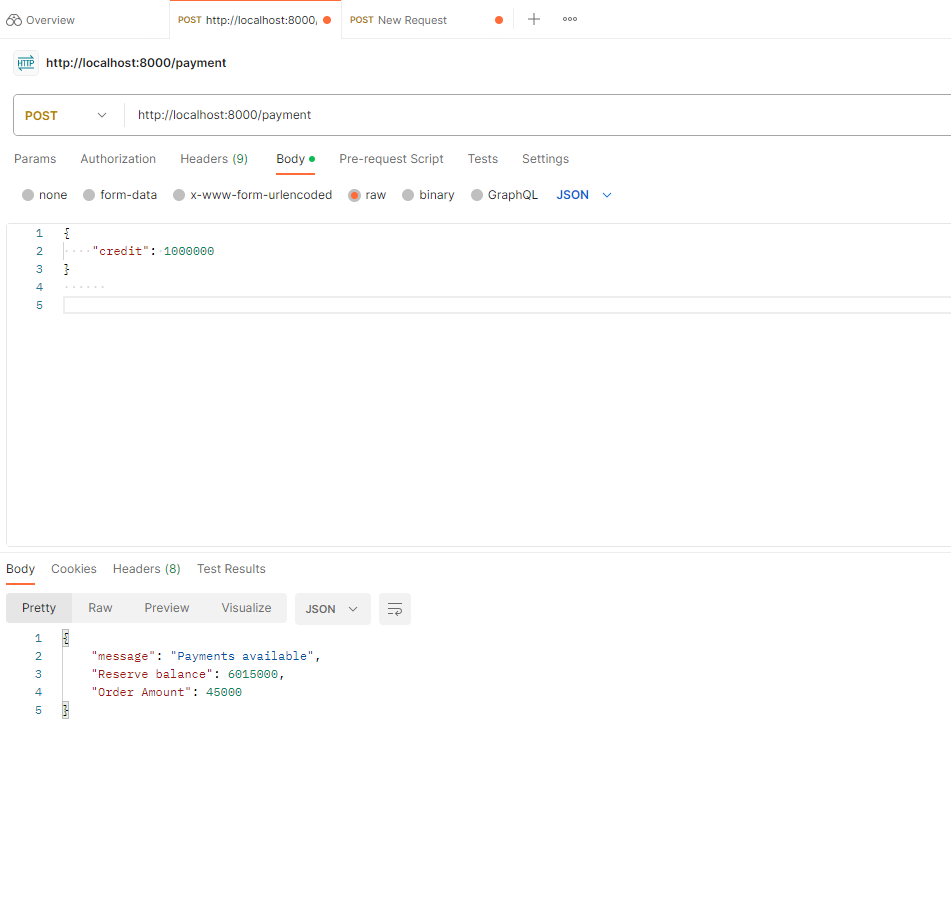 Overview POST http://localhost:8000, POST New Request
HTTP http://localhost:8000/payment
POST http://localhost:8000/payment
Params Authorization Headers (9) Body Pre-request Script Tests Settings
none form-data x-www-form-urlencoded raw binary GraphQL JSON
1 {
2 "credit": 1000000
3 }
4
5
Body Cookies Headers (8) Test Results
Pretty Raw Preview Visualize JSON
1 {
2 "message": "Payments available",
3 "Reserve balance": 6015000,
4 "Order Amount": 45000
5 }